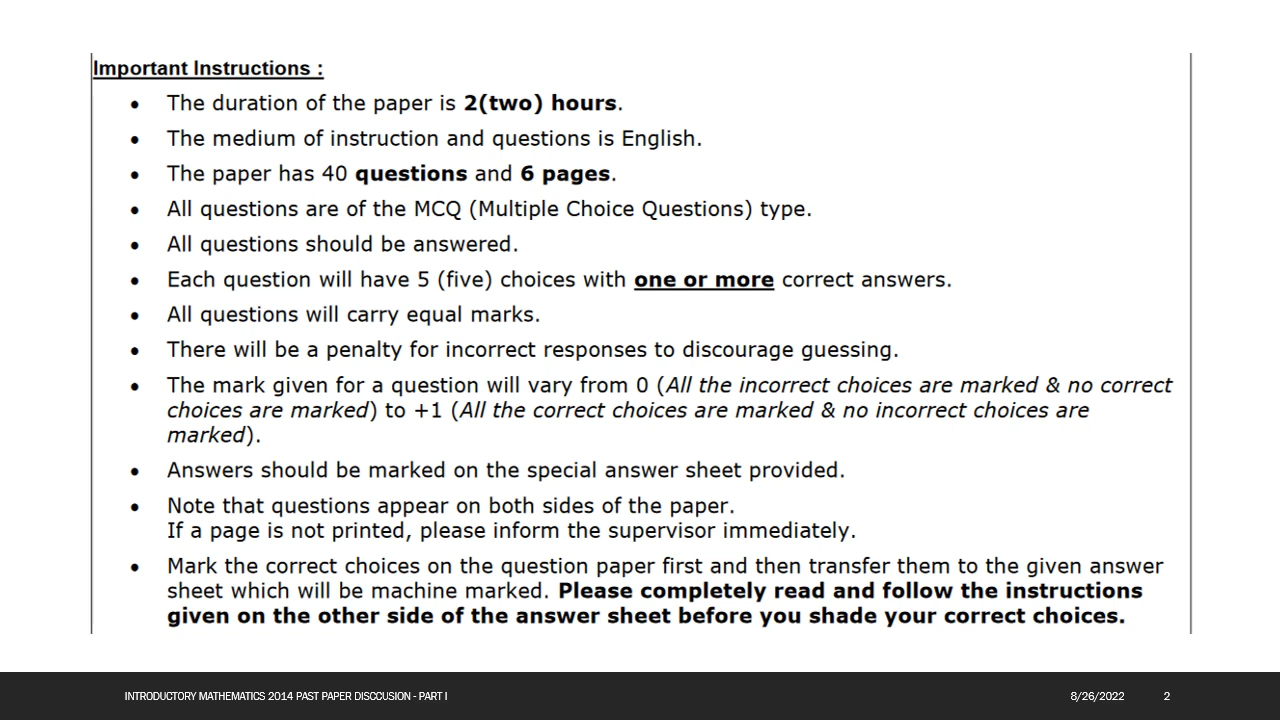 Important Instructions :
• The duration of the paper is 2(two) hours.
• The medium of instruction and questions is English.
• The paper has 40 questions and 6 pages.
• All questions are of the MCQ (Multiple Choice Questions) type.
• All questions should be answered.
• Each question will have 5 (five) choices with one or more correct answers.
• All questions will carry equal marks.
• There will be a penalty for incorrect responses to discourage guessing.
• The mark given for a question will vary from 0 (All the incorrect choices are marked & no correct
choices are marked) to +1 (All the correct choices are marked & no incorrect choices are
marked).
• Answers should be marked on the special answer sheet provided.
• Note that questions appear on both sides of the paper.
If a page is not printed, please inform the supervisor immediately.
• Mark the correct choices on the question paper first and then transfer them to the given answer
sheet which will be machine marked. Please completely read and follow the instructions
given on the other side of the answer sheet before you shade your correct choices.
INTRODUCTORY MATHEMATICS 2014 PAST PAPER DISCCUSION - PART I
8/26/2022
2